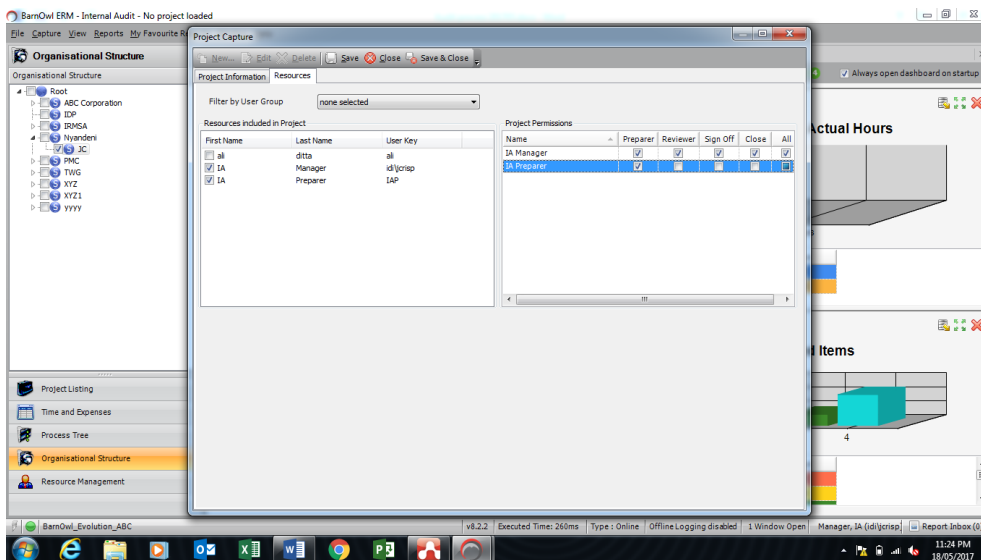 BarnOwl ERM - Internal Audit - No project loaded
File Capture View Reports My Favourite R
Organisational Structure
Organisational Structure
Root
ABC Corporation
IDP
IRMSA
Nyandeni
JC
PMC
TWG
XYZ
XYZ1
yyyy
Project Listing
Time and Expenses
Process Tree
Organisational Structure
Resource Management
Project Capture
New... Edit Delete Save Close Save & Close
Project Information Resources
Filter by User Group none selected
Resources included in Project
First Name Last Name User Key
ali ditta ali
IA Manager idi\jcrisp
IA Preparer IAP
Project Permissions
Name Preparer Reviewer Sign Off Close All
IA Manager
IA Preparer
Always open dashboard on startup
Actual Hours
Items
4
BarnOwl_Evolution_ABC
v8.2.2 Executed Time: 260ms Type : Online Offline Logging disabled 1 Window Open Manager, IA (idi\jcrisp) Report Inbox (0
11:24 PM
18/05/2017